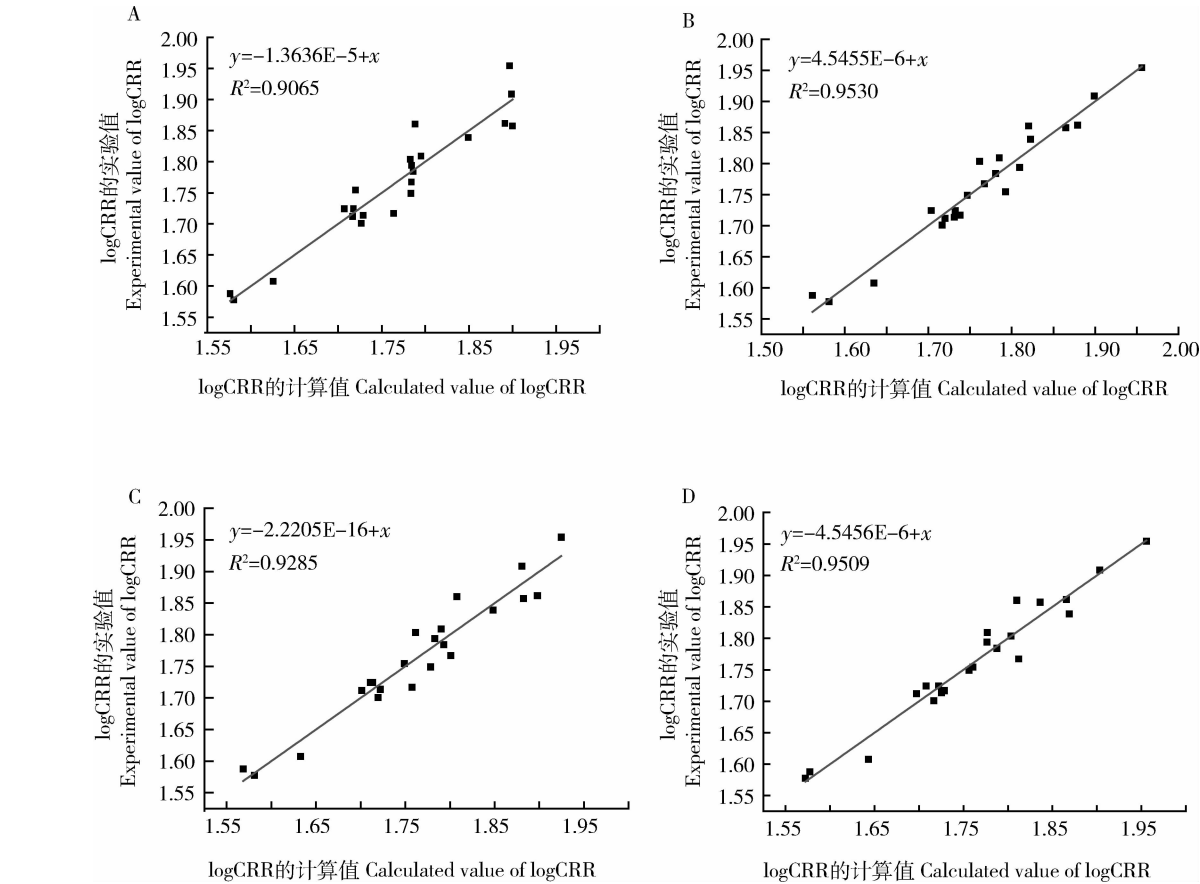 A
y=−1.3636E−5+x
R²=0.9065
2.00
1.95
1.90
1.85
1.80
1.75
1.70
1.65
1.60
1.55
1.55 1.65 1.75 1.85 1.95
logCRR的实验值
Experimental value of logCRR
logCRR的计算值 Calculated value of logCRR
B
y=4.5455E−6+x
R²=0.9530
2.00
1.95
1.90
1.85
1.80
1.75
1.70
1.65
1.60
1.55
1.50 1.60 1.70 1.80 1.90 2.00
logCRR的实验值
Experimental value of logCRR
logCRR的计算值 Calculated value of logCRR
C
y=−2.2205E−16+x
R²=0.9285
2.00
1.95
1.90
1.85
1.80
1.75
1.70
1.65
1.60
1.55
1.55 1.65 1.75 1.85 1.95
logCRR的实验值
Experimental value of logCRR
logCRR的计算值 Calculated value of logCRR
D
y=−4.5456E−6+x
R²=0.9509
2.00
1.95
1.90
1.85
1.80
1.75
1.70
1.65
1.60
1.55
1.55 1.65 1.75 1.85 1.95
logCRR的实验值
Experimental value of logCRR
logCRR的计算值 Calculated value of logCRR